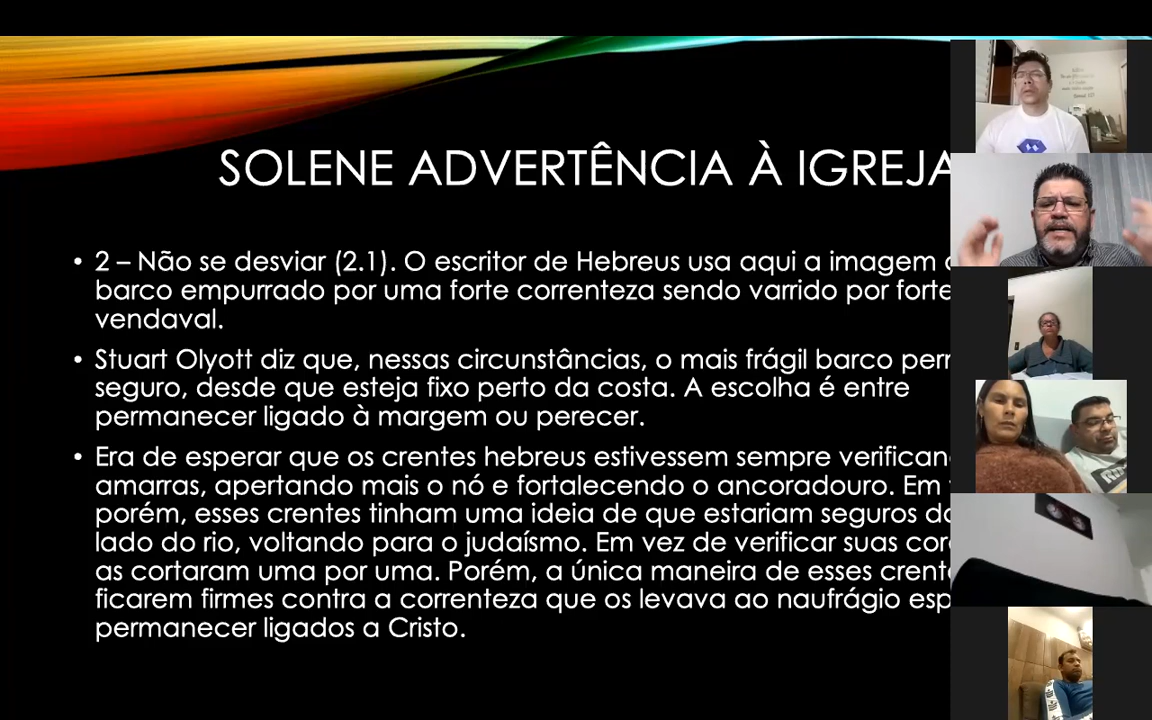 SOLENE ADVERTÊNCIA À IGREJA
• 2 – Não se desviar (2.1). O escritor de Hebreus usa aqui a imagem
barco empurrado por uma forte correnteza sendo varrido por forte
vendaval.
• Stuart Olyott diz que, nessas circunstâncias, o mais frágil barco
seguro, desde que esteja fixo perto da costa. A escolha é entre
permanecer ligado à margem ou perecer.
• Era de esperar que os crentes hebreus estivessem sempre
amarras, apertando mais o nó e fortalecendo o ancoradouro. Em
porém, esses crentes tinham uma ideia de que estariam seguros
lado do rio, voltando para o judaísmo. Em vez de verificar suas
as cortaram uma por uma. Porém, a única maneira de esses
ficarem firmes contra a correnteza que os levava ao naufrágio
permanecer ligados a Cristo.